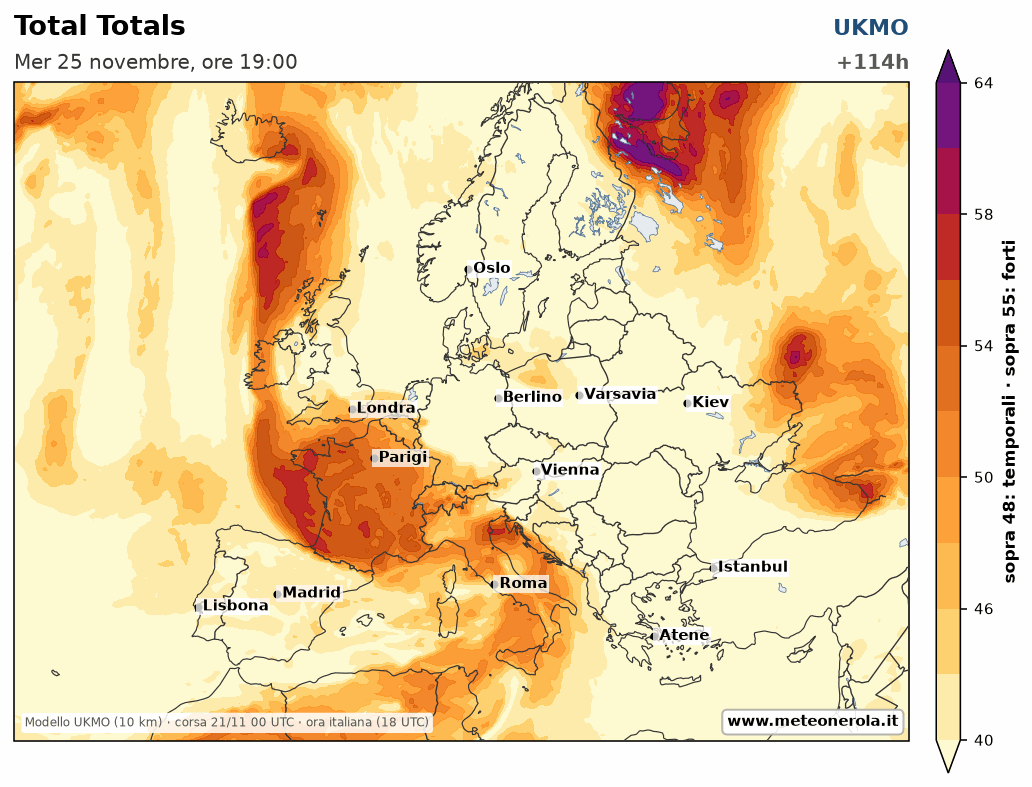 Total Totals
UKMO
Mer 25 novembre, ore 19:00
+114h
64
58
54
50
46
40
sopra 48: temporali · sopra 55: forti
Oslo
Londra
Berlino
Varsavia
Kiev
Parigi
Vienna
Istanbul
Roma
Madrid
Lisbona
Atene
Modello UKMO (10 km) · corsa 21/11 00 UTC · ora italiana (18 UTC)
www.meteonerola.it